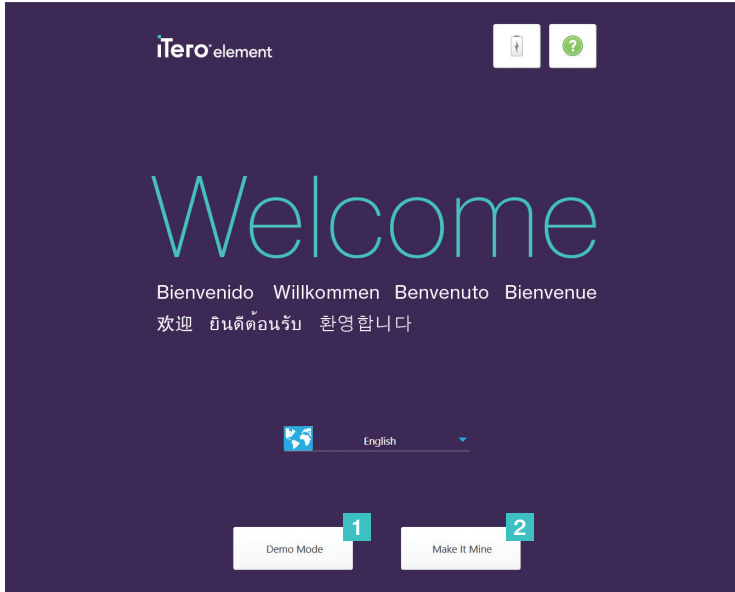 iTero element
?
Welcome
Bienvenido Willkommen Benvenuto Bienvenue
欢迎 ยินดีต้อนรับ 환영합니다
English
1 2
Demo Mode Make It Mine